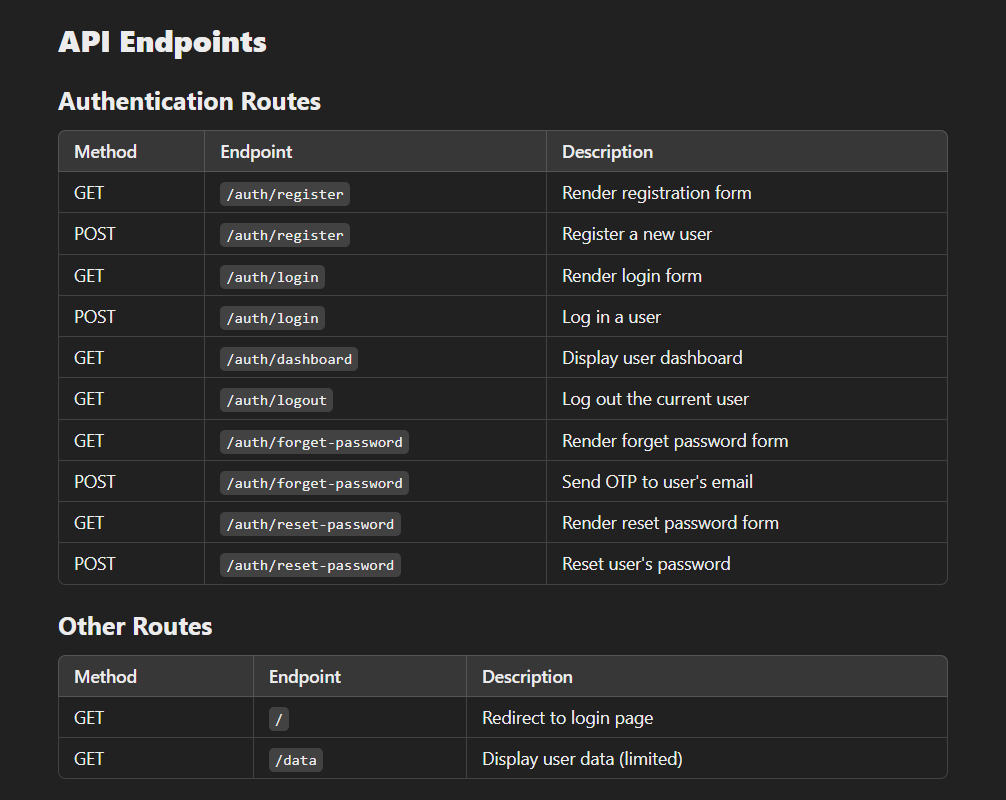 API Endpoints
Authentication Routes
Method Endpoint Description
GET /auth/register Render registration form
POST /auth/register Register a new user
GET /auth/login Render login form
POST /auth/login Log in a user
GET /auth/dashboard Display user dashboard
GET /auth/logout Log out the current user
GET /auth/forget-password Render forget password form
POST /auth/forget-password Send OTP to user's email
GET /auth/reset-password Render reset password form
POST /auth/reset-password Reset user's password
Other Routes
Method Endpoint Description
GET / Redirect to login page
GET /data Display user data (limited)